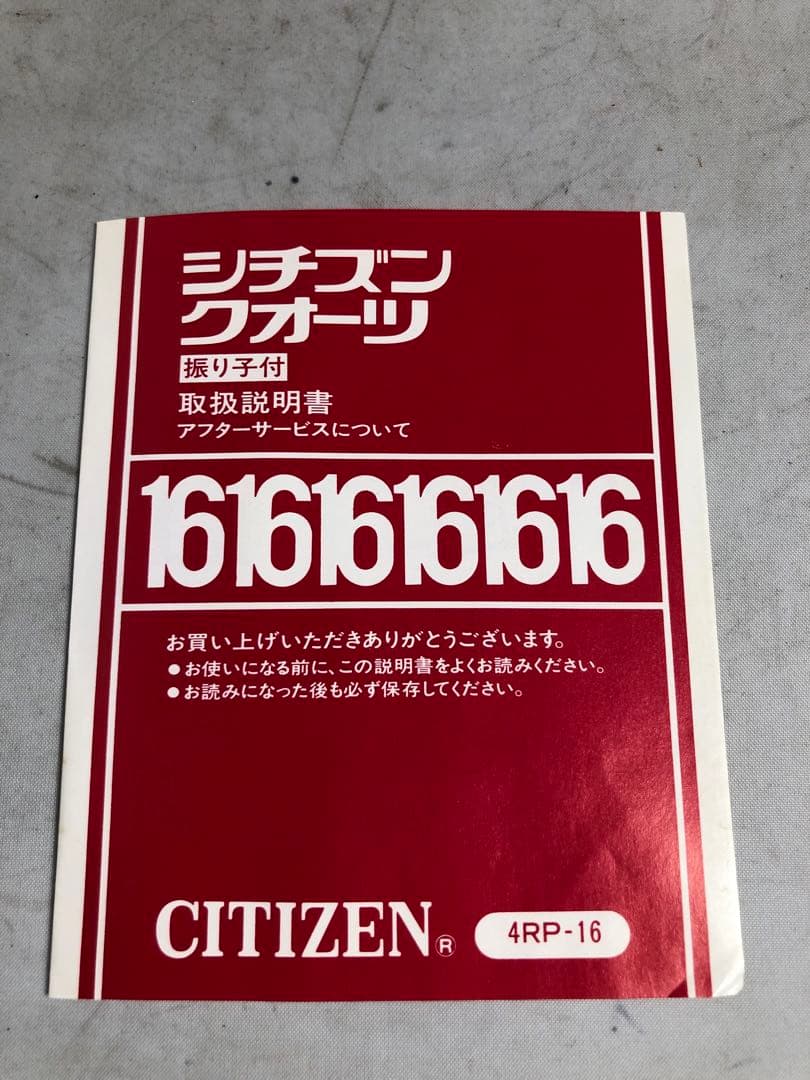 シチズン
クオーツ
振り子付
取扱説明書
アフターサービスについて
161616161616
お買い上げいただきありがとうございます。
●お使いになる前に、この説明書をよくお読みください。
●お読みになった後も必ず保存してください。
CITIZEN® 4RP-16